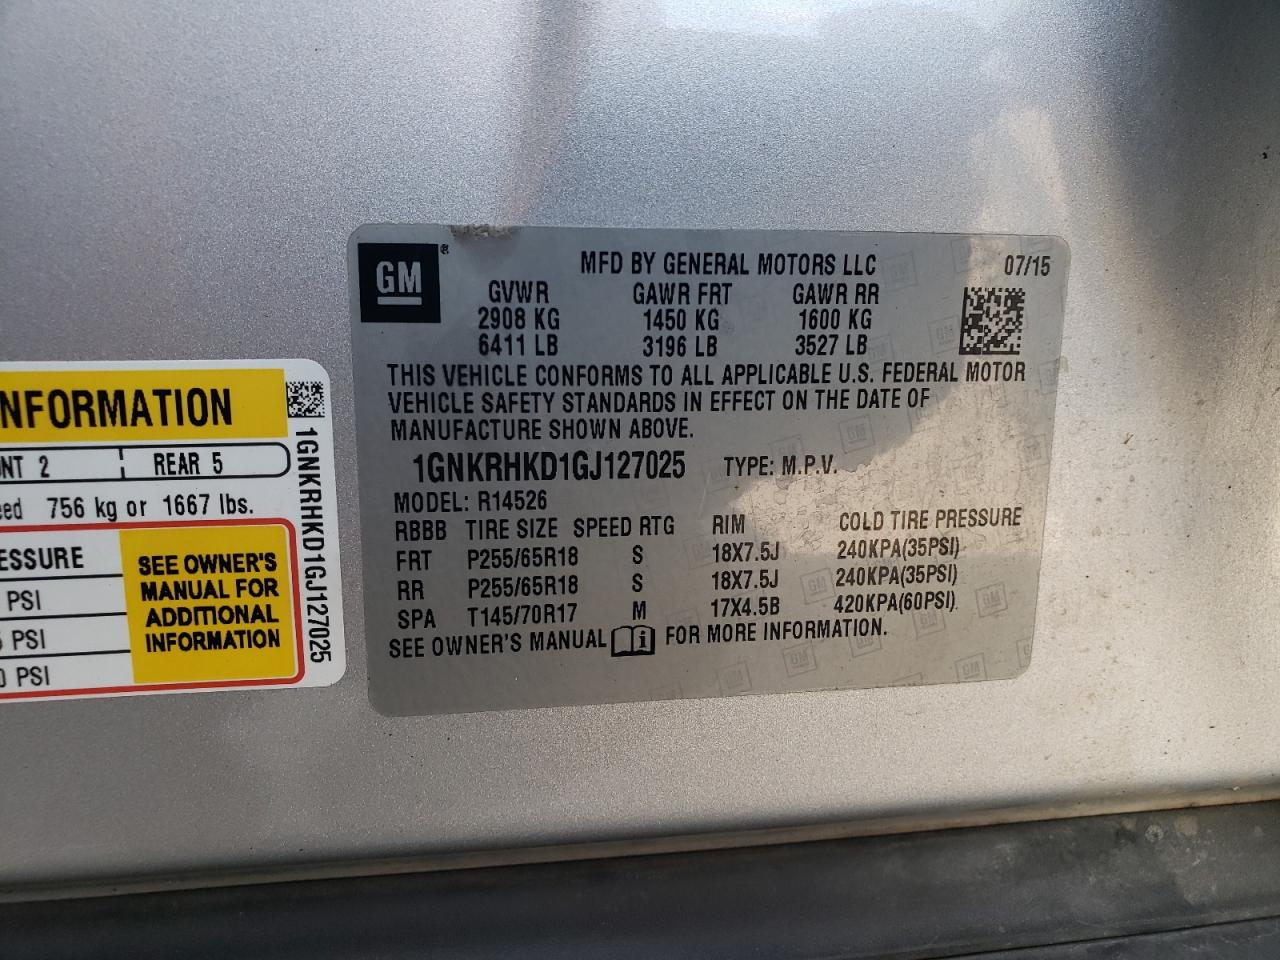 GM
MFD BY GENERAL MOTORS LLC 07/15
GVWR GAWR FRT GAWR RR
2908 KG 1450 KG 1600 KG
6411 LB 3196 LB 3527 LB
THIS VEHICLE CONFORMS TO ALL APPLICABLE U.S. FEDERAL MOTOR
VEHICLE SAFETY STANDARDS IN EFFECT ON THE DATE OF
MANUFACTURE SHOWN ABOVE.
1GNKRHKD1GJ127025 TYPE: M.P.V.
MODEL: R14526
RBBB TIRE SIZE SPEED RTG RIM COLD TIRE PRESSURE
FRT P255/65R18 S 18X7.5J 240KPA(35PSI)
RR P255/65R18 S 18X7.5J 240KPA(35PSI)
SPA T145/70R17 M 17X4.5B 420KPA(60PSI)
SEE OWNER'S MANUAL i FOR MORE INFORMATION.
NFORMATION
NT 2 REAR 5
eed 756 kg or 1667 lbs.
ESSURE
PSI
PSI
0 PSI
SEE OWNER'S
MANUAL FOR
ADDITIONAL
INFORMATION
1GNKRHKD1GJ127025